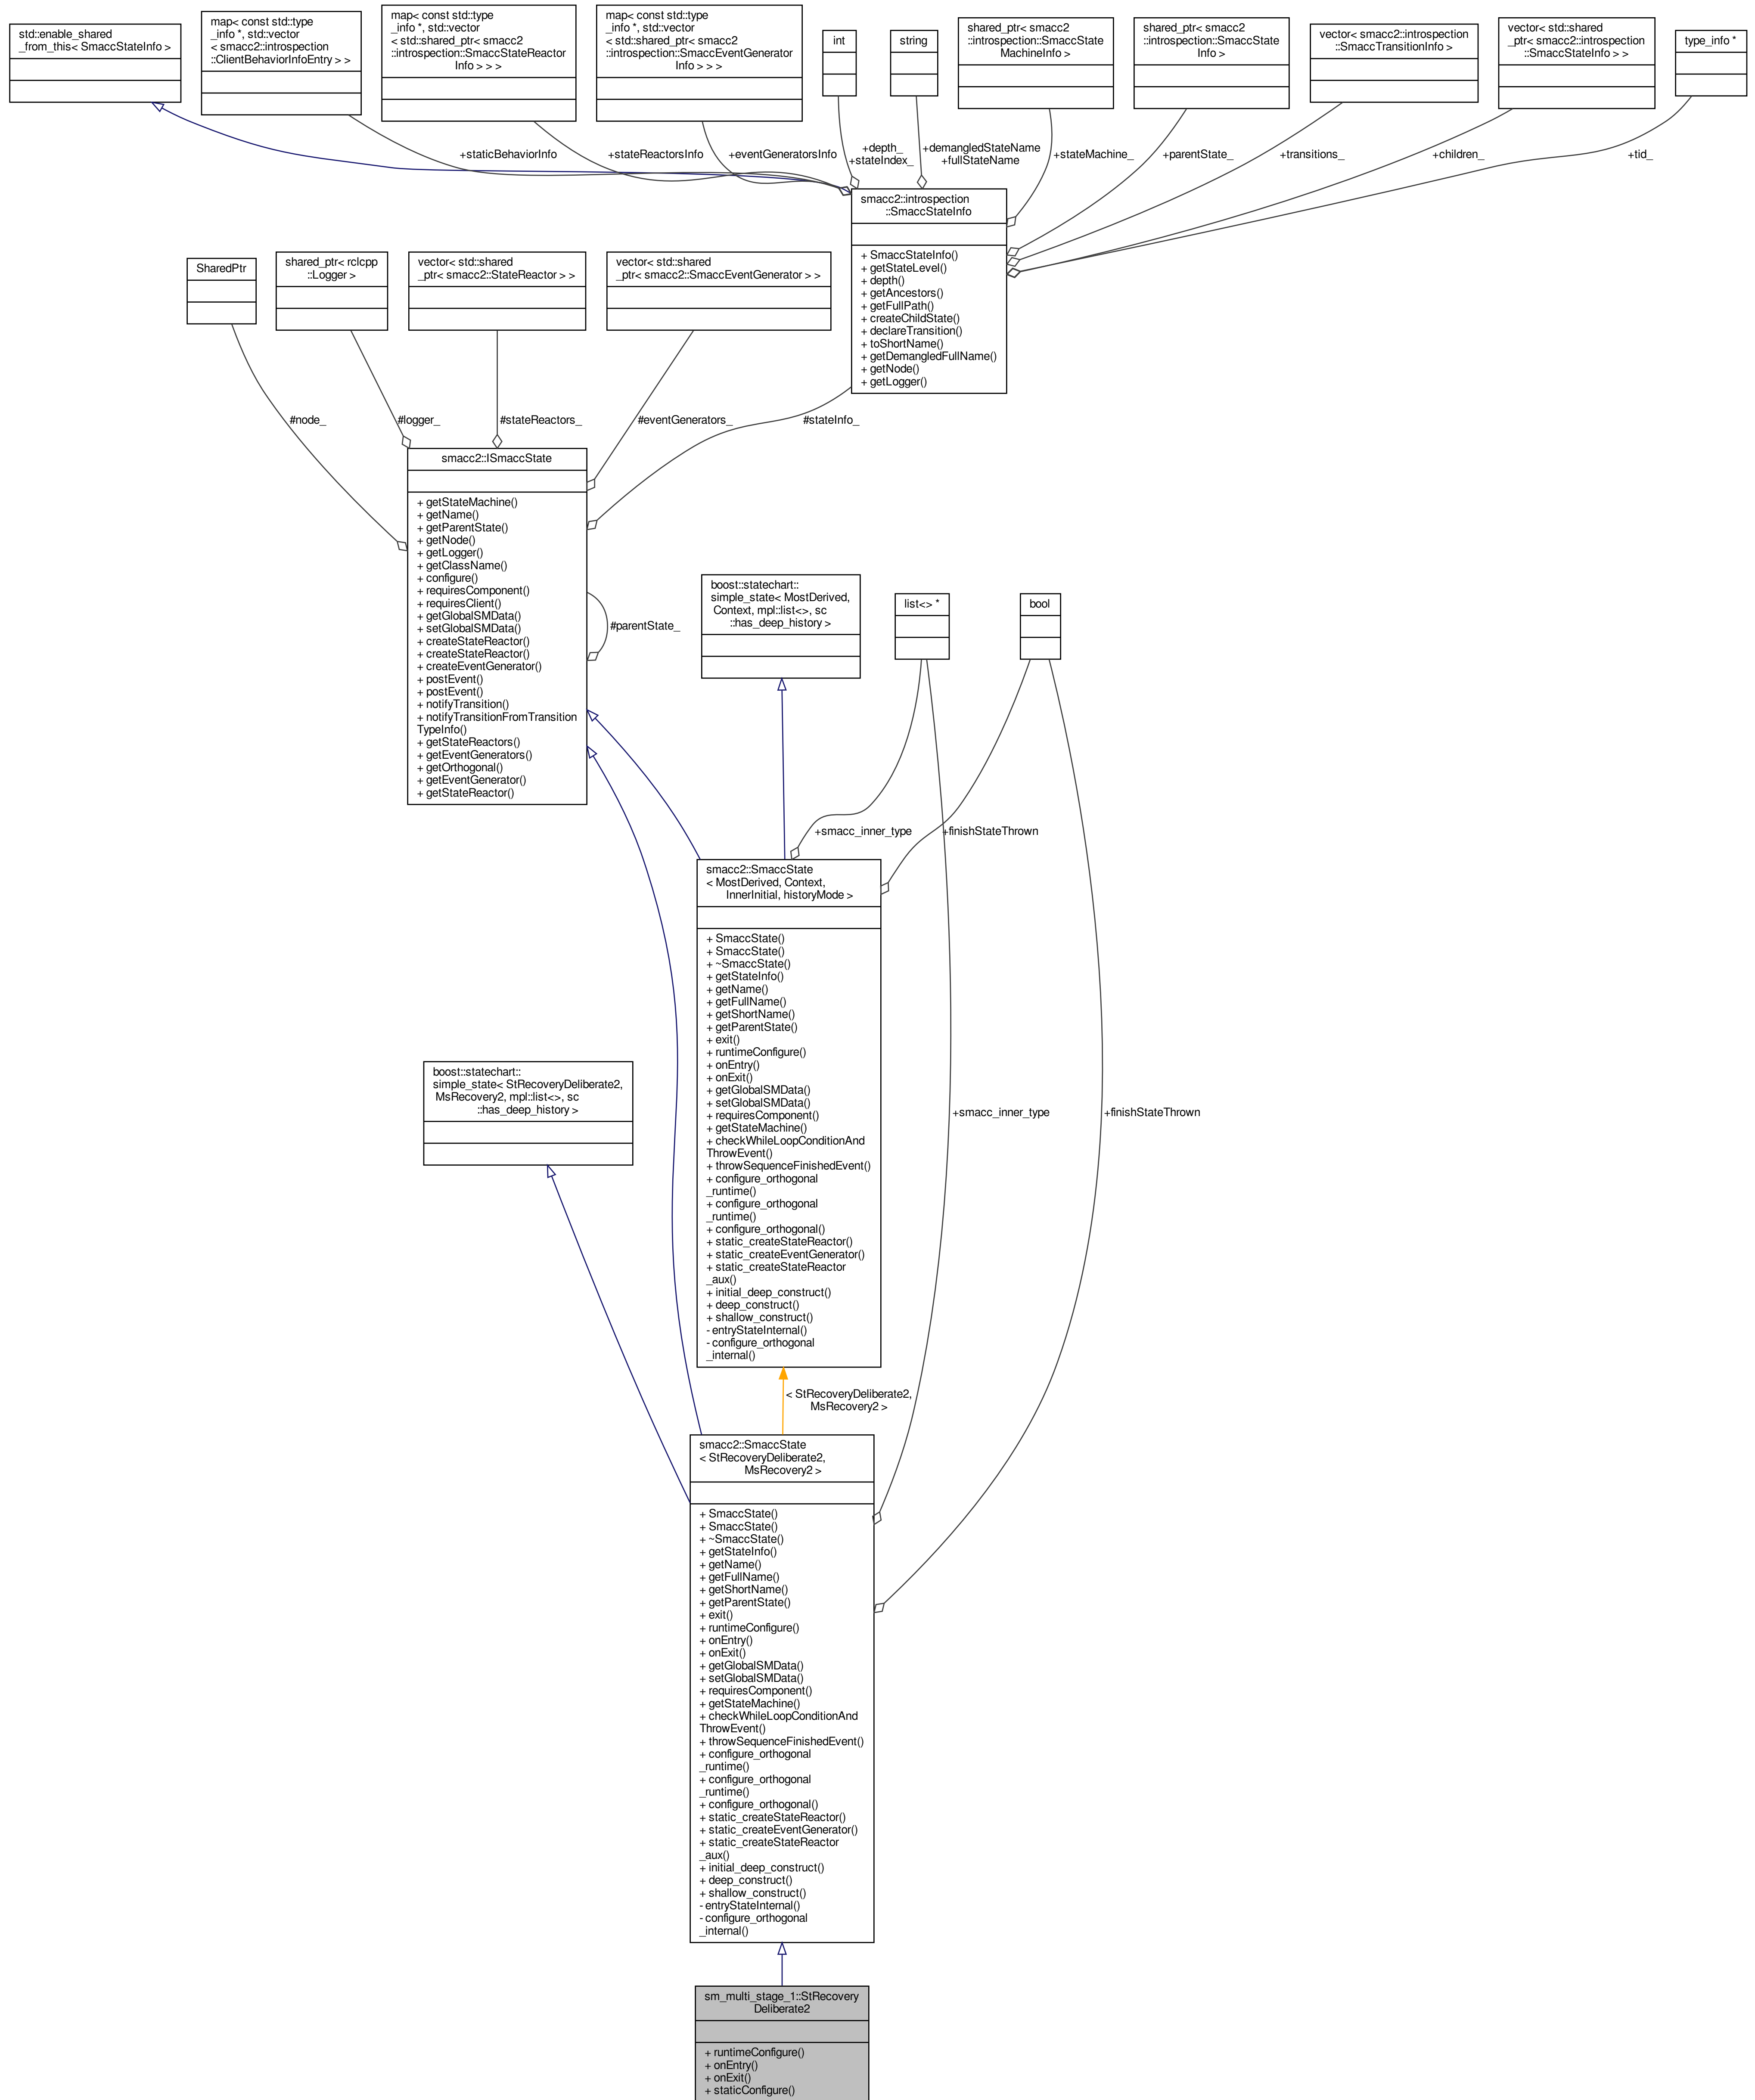 std::enable_shared
_from_this< SmaccStateInfo >
map< const std::type
_info *, std::vector
< smacc2::introspection
::ClientBehaviorInfoEntry > >
map< const std::type
_info *, std::vector
< std::shared_ptr< smacc2
::introspection::SmaccStateReactor
Info > > >
map< const std::type
_info *, std::vector
< std::shared_ptr< smacc2
::introspection::SmaccEventGenerator
Info > > >
int
string
shared_ptr< smacc2
::introspection::SmaccState
MachineInfo >
shared_ptr< smacc2
::introspection::SmaccState
Info >
vector< smacc2::introspection
::SmaccTransitionInfo >
vector< std::shared
_ptr< smacc2::introspection
::SmaccStateInfo > >
type_info *
+staticBehaviorInfo
+stateReactorsInfo
+eventGeneratorsInfo
+depth_
+stateIndex_
+demangledStateName
+fullStateName
+stateMachine_
+parentState_
+transitions_
+children_
+tid_
smacc2::introspection
::SmaccStateInfo
+ SmaccStateInfo()
+ getStateLevel()
+ depth()
+ getAncestors()
+ getFullPath()
+ createChildState()
+ declareTransition()
+ toShortName()
+ getDemangledFullName()
+ getNode()
+ getLogger()
SharedPtr
shared_ptr< rclcpp
::Logger >
vector< std::shared
_ptr< smacc2::StateReactor > >
vector< std::shared
_ptr< smacc2::SmaccEventGenerator > >
#node_
#logger_
#stateReactors_
#eventGenerators_
#stateInfo_
smacc2::ISmaccState
+ getStateMachine()
+ getName()
+ getParentState()
+ getNode()
+ getLogger()
+ getClassName()
+ configure()
+ requiresComponent()
+ requiresClient()
+ getGlobalSMData()
+ setGlobalSMData()
+ createStateReactor()
+ createStateReactor()
+ createEventGenerator()
+ postEvent()
+ postEvent()
+ notifyTransition()
+ notifyTransitionFromTransition
TypeInfo()
+ getStateReactors()
+ getEventGenerators()
+ getOrthogonal()
+ getEventGenerator()
+ getStateReactor()
#parentState_
boost::statechart::
simple_state< MostDerived,
Context, mpl::list<>, sc
::has_deep_history >
list<> *
bool
+smacc_inner_type
+finishStateThrown
smacc2::SmaccState
< MostDerived, Context,
InnerInitial, historyMode >
+ SmaccState()
+ SmaccState()
+ ~SmaccState()
+ getStateInfo()
+ getName()
+ getFullName()
+ getShortName()
+ getParentState()
+ exit()
+ runtimeConfigure()
+ onEntry()
+ onExit()
+ getGlobalSMData()
+ setGlobalSMData()
+ requiresComponent()
+ getStateMachine()
+ checkWhileLoopConditionAnd
ThrowEvent()
+ throwSequenceFinishedEvent()
+ configure_orthogonal
_runtime()
+ configure_orthogonal
_runtime()
+ configure_orthogonal()
+ static_createStateReactor()
+ static_createEventGenerator()
+ static_createStateReactor
_aux()
+ initial_deep_construct()
+ deep_construct()
+ shallow_construct()
- entryStateInternal()
- configure_orthogonal
_internal()
boost::statechart::
simple_state< StRecoveryDeliberate2,
MsRecovery2, mpl::list<>, sc
::has_deep_history >
+smacc_inner_type
+finishStateThrown
< StRecoveryDeliberate2,
MsRecovery2 >
smacc2::SmaccState
< StRecoveryDeliberate2,
MsRecovery2 >
+ SmaccState()
+ SmaccState()
+ ~SmaccState()
+ getStateInfo()
+ getName()
+ getFullName()
+ getShortName()
+ getParentState()
+ exit()
+ runtimeConfigure()
+ onEntry()
+ onExit()
+ getGlobalSMData()
+ setGlobalSMData()
+ requiresComponent()
+ getStateMachine()
+ checkWhileLoopConditionAnd
ThrowEvent()
+ throwSequenceFinishedEvent()
+ configure_orthogonal
_runtime()
+ configure_orthogonal
_runtime()
+ configure_orthogonal()
+ static_createStateReactor()
+ static_createEventGenerator()
+ static_createStateReactor
_aux()
+ initial_deep_construct()
+ deep_construct()
+ shallow_construct()
- entryStateInternal()
- configure_orthogonal
_internal()
sm_multi_stage_1::StRecovery
Deliberate2
+ runtimeConfigure()
+ onEntry()
+ onExit()
+ staticConfigure()